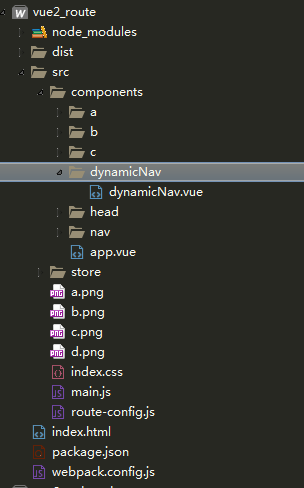 vue2_route
node_modules
dist
src
components
a
b
c
dynamicNav
dynamicNav.vue
head
nav
app.vue
store
a.png
b.png
c.png
d.png
index.css
main.js
route-config.js
index.html
package.json
webpack.config.js